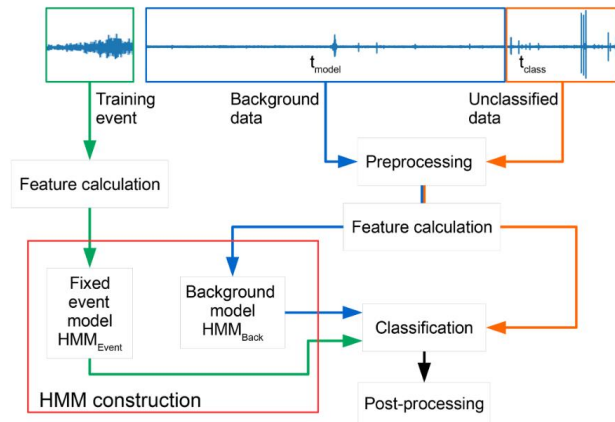 t_model
t_class
Training
event
Background
data
Unclassified
data
Preprocessing
Feature calculation
Feature calculation
Fixed
event
model
HMM_Event
Background
model
HMM_Back
Classification
HMM construction
Post-processing